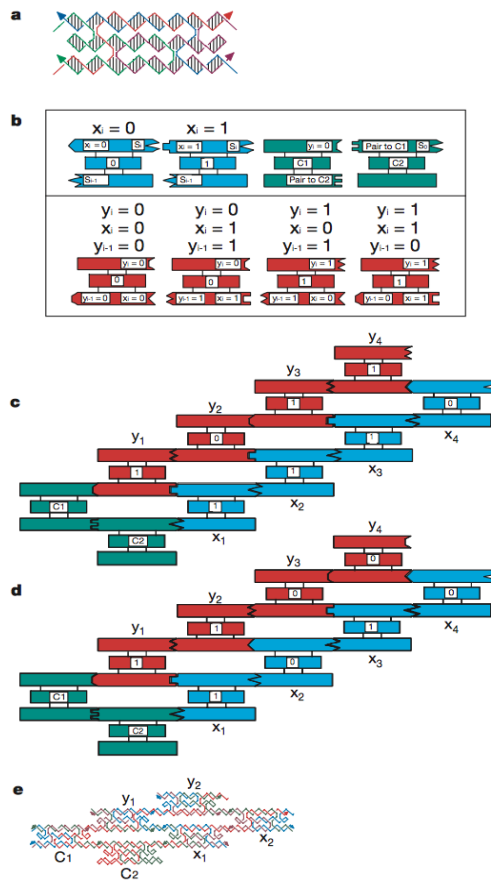 a
b
xi = 0 xi = 1
xi = 0 Si xi = 1 Si yi = 0 Pair to C1 S0
0 1 C1 C2
Si-1 Si-1 Pair to C2
yi = 0 yi = 0 yi = 1 yi = 1
xi = 0 xi = 1 xi = 0 xi = 1
yi-1 = 0 yi-1 = 1 yi-1 = 1 yi-1 = 0
yi = 0 yi = 0 yi = 1 yi = 1
0 0 1 1
yi-1 = 0 xi = 0 yi-1 = 1 xi = 1 yi-1 = 1 xi = 0 yi-1 = 0 xi = 1
y4
1
y3
c
1 0
y2 x4
0 1
y1 x3
1 1
x2
C1 1
x1
C2
y4
0
y3
d
0 0
y2 x4
1 1
y1 x3
1 0
x2
C1 1
x1
C2
e
y2
y1
C1 x1 x2
C2